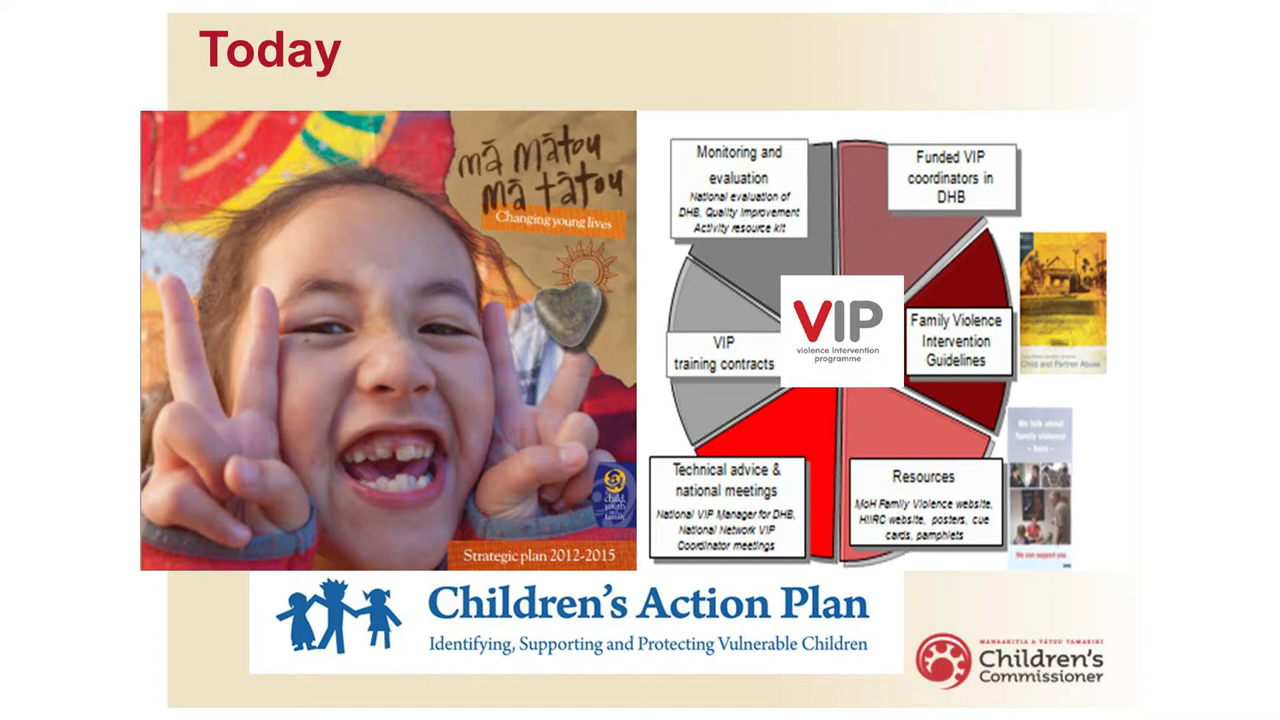 Today
mā mātou
mā tātou
Changing young lives
child,
youth
and
family
Strategic plan 2012-2015
Monitoring and
evaluation
National evaluation of
DHB, Quality Improvement
Activity resource kit
Funded VIP
coordinators in
DHB
VIP
training contracts
VIP
violence intervention
programme
Family Violence
Intervention
Guidelines
Child and Partner Abuse
Technical advice &
national meetings
National VIP Manager for DHB,
National Network VIP
Coordinator meetings
Resources
MoH Family Violence website,
HIIRC website, posters, cue
cards, pamphlets
We talk about
family violence
- here -
We can support you
Children's Action Plan
Identifying, Supporting and Protecting Vulnerable Children
MANAAKITIA A TĀTOU TAMARIKI
Children's
Commissioner